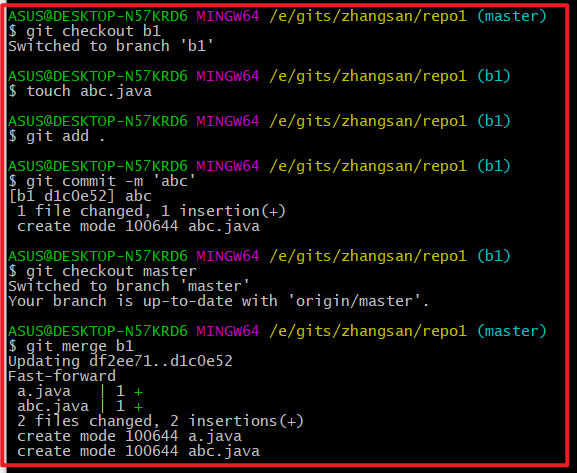 ASUS@DESKTOP-N57KRD6 MINGW64 /e/gits/zhangsan/repo1 (master)
$ git checkout b1
Switched to branch 'b1'
ASUS@DESKTOP-N57KRD6 MINGW64 /e/gits/zhangsan/repo1 (b1)
$ touch abc.java
ASUS@DESKTOP-N57KRD6 MINGW64 /e/gits/zhangsan/repo1 (b1)
$ git add .
ASUS@DESKTOP-N57KRD6 MINGW64 /e/gits/zhangsan/repo1 (b1)
$ git commit -m 'abc'
[b1 d1c0e52] abc
 1 file changed, 1 insertion(+)
 create mode 100644 abc.java
ASUS@DESKTOP-N57KRD6 MINGW64 /e/gits/zhangsan/repo1 (b1)
$ git checkout master
Switched to branch 'master'
Your branch is up-to-date with 'origin/master'.
ASUS@DESKTOP-N57KRD6 MINGW64 /e/gits/zhangsan/repo1 (master)
$ git merge b1
Updating df2ee71..d1c0e52
Fast-forward
 a.java   | 1 +
 abc.java | 1 +
 2 files changed, 2 insertions(+)
 create mode 100644 a.java
 create mode 100644 abc.java